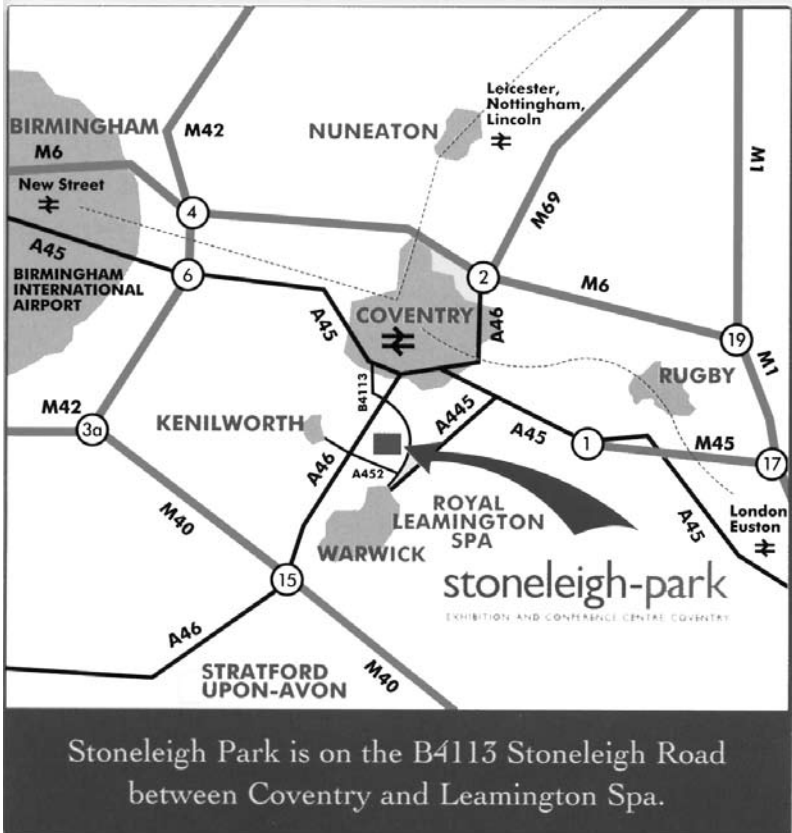 Leicester,
Nottingham,
Lincoln
BIRMINGHAM
M42
NUNEATON
M6
M1
New Street
4
M69
A45
BIRMINGHAM
INTERNATIONAL
AIRPORT
6
2
M6
A45
COVENTRY
A46
19
M1
RUGBY
B4113
M42
3a
KENILWORTH
A445
A45
1
M45
17
A46
A452
M40
ROYAL
LEAMINGTON
SPA
London
Euston
A45
WARWICK
15
stoneleigh-park
EXHIBITION AND CONFERENCE CENTRE COVENTRY
A46
STRATFORD
UPON-AVON
M40
Stoneleigh Park is on the B4113 Stoneleigh Road
between Coventry and Leamington Spa.